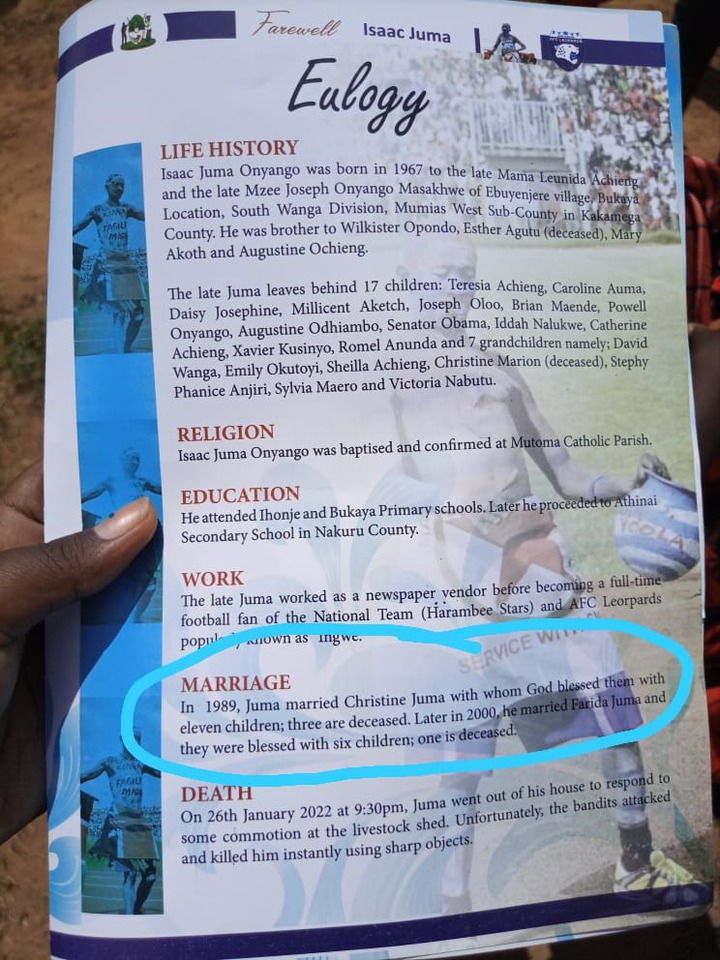 Farewell Isaac Juma
AFC LEOPARDS
Eulogy
LIFE HISTORY
Isaac Juma Onyango was born in 1967 to the late Mama Leunida Achieng
and the late Mzee Joseph Onyango Masakhwe of Ebuyenjere village, Bukaya
Location, South Wanga Division, Mumias West Sub-County in Kakamega
County. He was brother to Wilkister Opondo, Esther Agutu (deceased), Mary
Akoth and Augustine Ochieng.
The late Juma leaves behind 17 children: Teresia Achieng, Caroline Auma,
Daisy Josephine, Millicent Aketch, Joseph Oloo, Brian Maende, Powell
Onyango, Augustine Odhiambo, Senator Obama, Iddah Nalukwe, Catherine
Achieng, Xavier Kusinyo, Romel Anunda and 7 grandchildren namely; David
Wanga, Emily Okutoyi, Sheilla Achieng, Christine Marion (deceased), Stephy
Phanice Anjiri, Sylvia Maero and Victoria Nabutu.
RELIGION
Isaac Juma Onyango was baptised and confirmed at Mutoma Catholic Parish.
EDUCATION
He attended Ihonje and Bukaya Primary schools. Later he proceeded to Athinai
Secondary School in Nakuru County.
WORK
The late Juma worked as a newspaper vendor before becoming a full-time
football fan of the National Team (Harambee Stars) and AFC Leorpards
known as Ingwe.
SERVICE
MARRIAGE
In 1989, Juma married Christine Juma with whom God blessed them with
eleven children; three are deceased. Later in 2000, he married Farida Juma and
they were blessed with six children; one is deceased.
DEATH
On 26th January 2022 at 9:30pm, Juma went out of his house to respond to
some commotion at the livestock shed. Unfortunately, the bandits attacked
and killed him instantly using sharp objects.